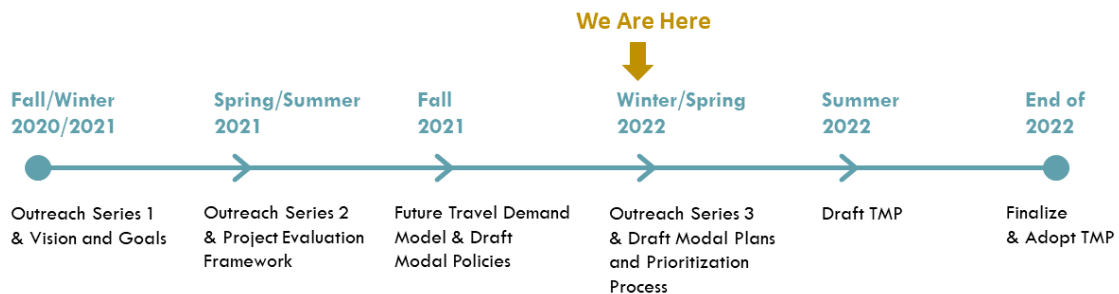 We Are Here
Fall/Winter
2020/2021
Spring/Summer
2021
Fall
2021
Winter/Spring
2022
Summer
2022
End of
2022
Outreach Series 1
& Vision and Goals
Outreach Series 2
& Project Evaluation
Framework
Future Travel Demand
Model & Draft
Modal Policies
Outreach Series 3
& Draft Modal Plans
and Prioritization
Process
Draft TMP
Finalize
& Adopt TMP